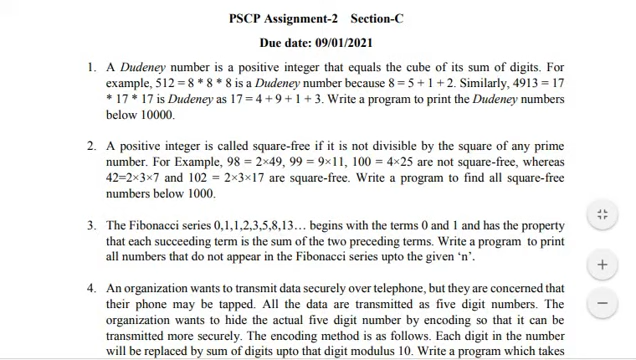 PSCP Assignment-2 Section-C
Due date: 09/01/2021
1. A Dudeney number is a positive integer that equals the cube of its sum of digits. For
example, 512 = 8 * 8 * 8 is a Dudeney number because 8 = 5 + 1 + 2. Similarly, 4913 = 17
* 17 * 17 is Dudeney as 17 = 4 + 9 + 1 + 3. Write a program to print the Dudeney numbers
below 10000.
2. A positive integer is called square-free if it is not divisible by the square of any prime
number. For Example, 98 = 2×49, 99 = 9×11, 100 = 4×25 are not square-free, whereas
42=2×3×7 and 102 = 2×3×17 are square-free. Write a program to find all square-free
numbers below 1000.
3. The Fibonacci series 0,1,1,2,3,5,8,13… begins with the terms 0 and 1 and has the property
that each succeeding term is the sum of the two preceding terms. Write a program to print
all numbers that do not appear in the Fibonacci series upto the given ‘n’.
4. An organization wants to transmit data securely over telephone, but they are concerned that
their phone may be tapped. All the data are transmitted as five digit numbers. The
organization wants to hide the actual five digit number by encoding so that it can be
transmitted more securely. The encoding method is as follows. Each digit in the number
will be replaced by sum of digits upto that digit modulus 10. Write a program which takes